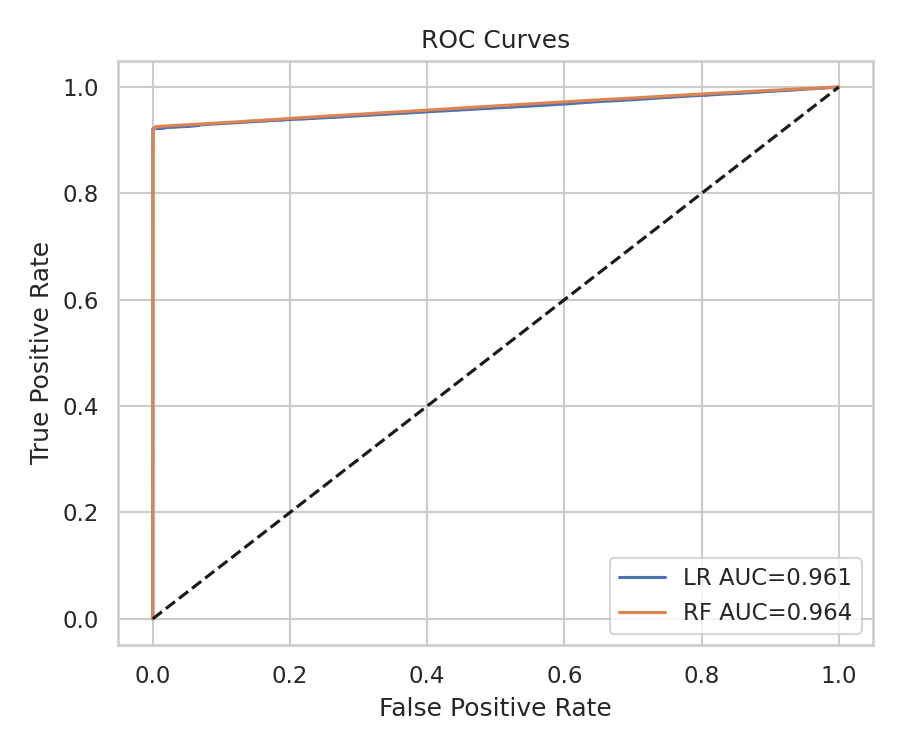 ROC Curves
True Positive Rate
1.0
0.8
0.6
0.4
0.2
0.0
LR AUC=0.961
RF AUC=0.964
0.0 0.2 0.4 0.6 0.8 1.0
False Positive Rate